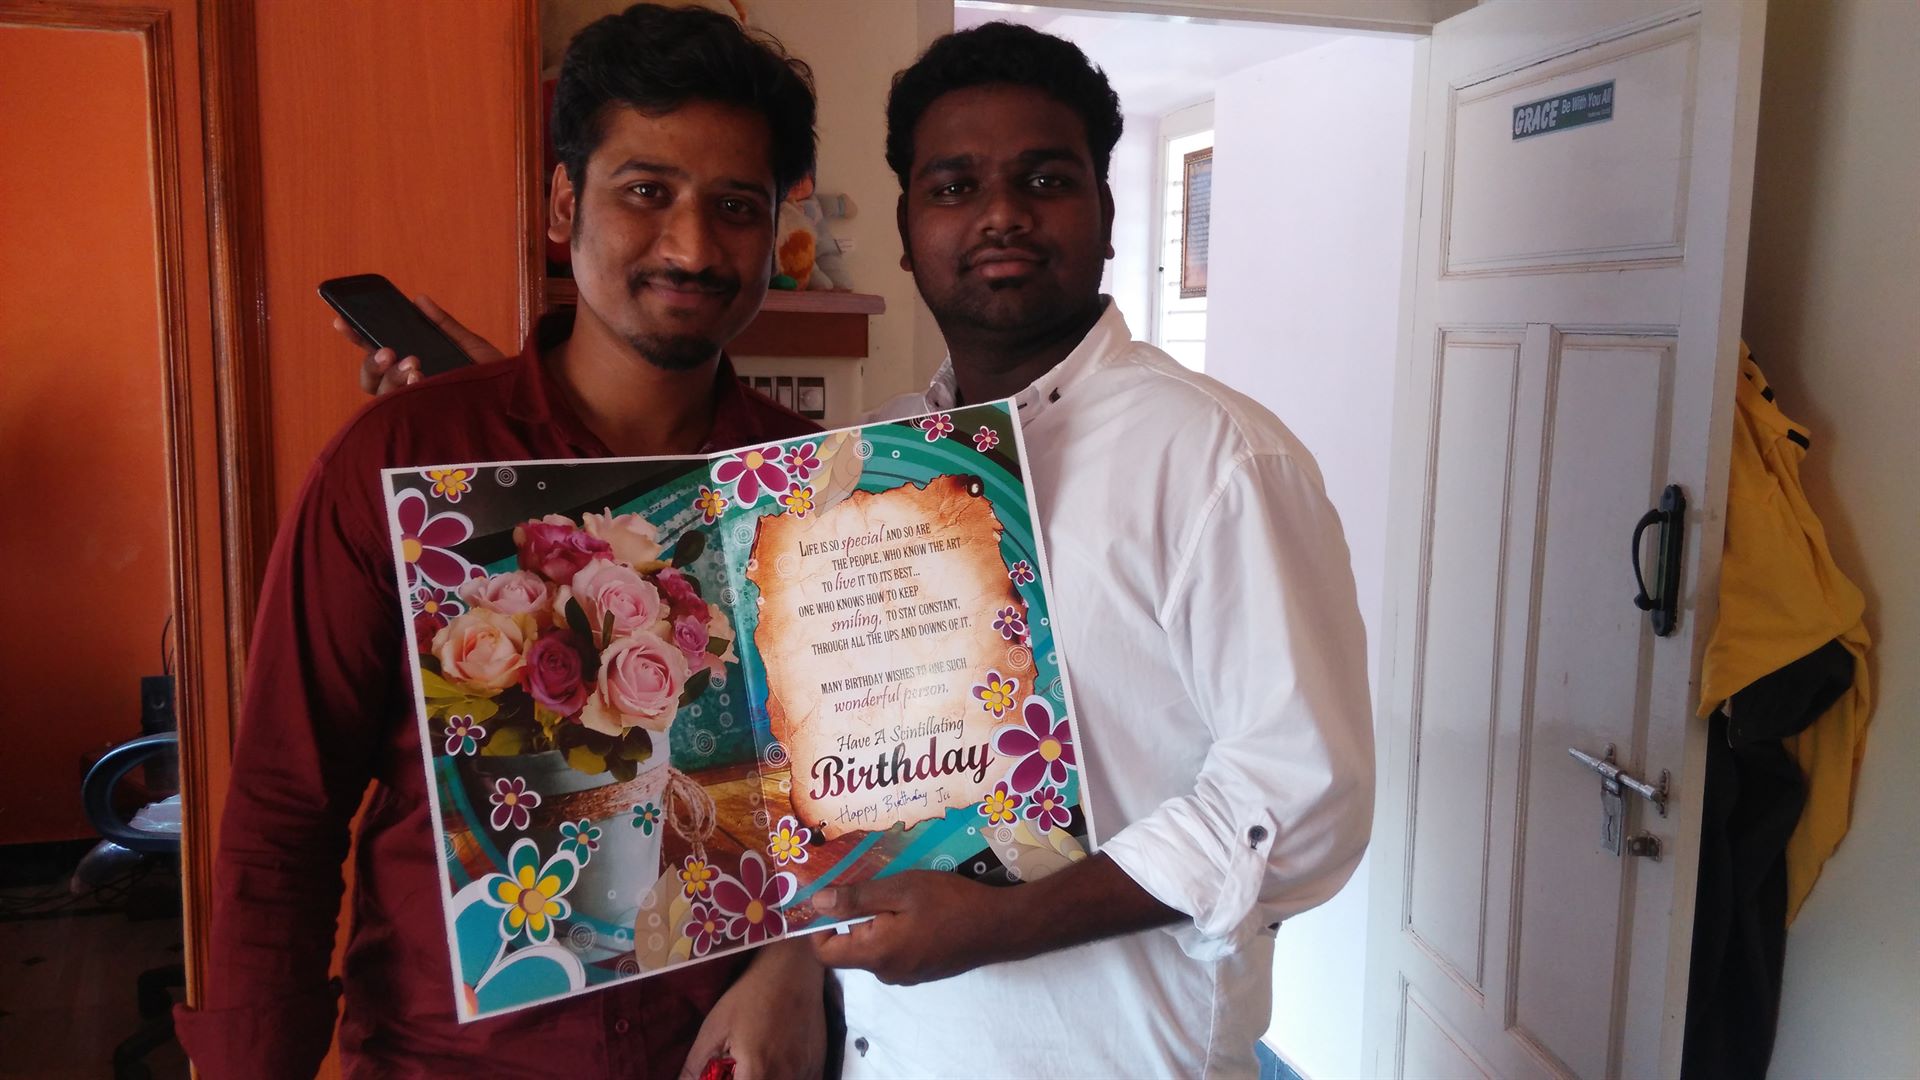 GRACE Be With You All
LIFE IS SO special AND SO ARE
THE PEOPLE, WHO KNOW THE ART
TO live IT TO ITS BEST...
ONE WHO KNOWS HOW TO KEEP
smiling, TO STAY CONSTANT,
THROUGH ALL THE UPS AND DOWNS OF IT.
MANY BIRTHDAY WISHES TO ONE SUCH
wonderful person.
Have A Scintillating
Birthday
Happy Birthday